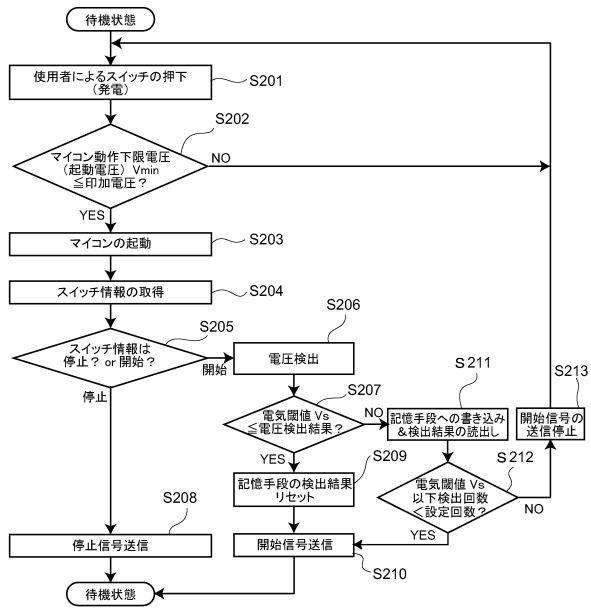 待機状態
使用者によるスイッチの押下
（発電）
S201
S202
マイコン動作下限電圧
（起動電圧）Vmin
≦印加電圧？
NO
YES
マイコンの起動
S203
スイッチ情報の取得
S204
S205
スイッチ情報は
停止？ or 開始？
開始
停止
S206
電圧検出
S207
電気閾値 Vs
≦電圧検出結果？
NO
YES
S211
記憶手段への書き込み
＆検出結果の読出し
S213
開始信号の
送信停止
S209
記憶手段の検出結果
リセット
S212
電気閾値 Vs
以下検出回数
＜設定回数？
NO
YES
S208
停止信号送信
開始信号送信
S210
待機状態